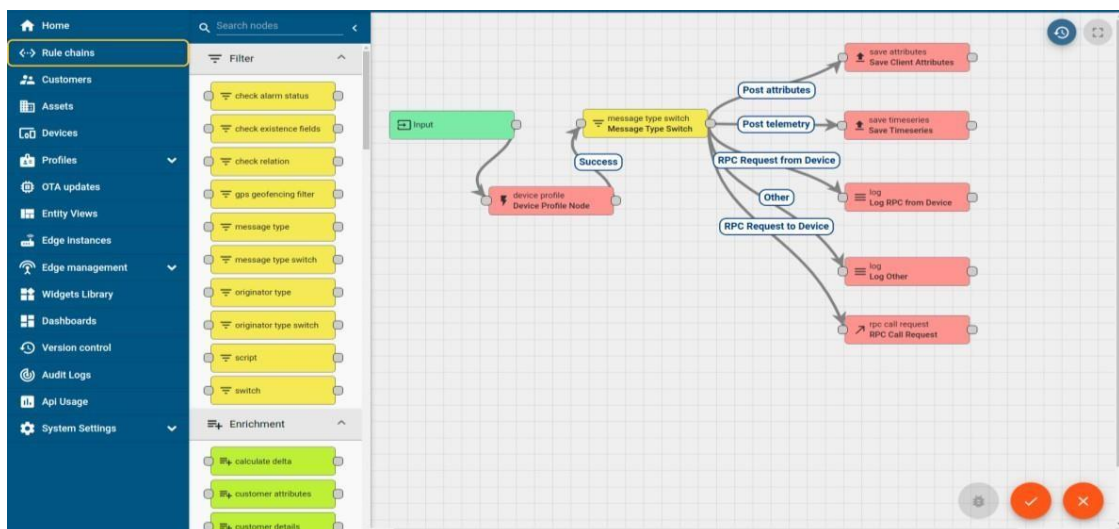 Home
Rule chains
Customers
Assets
Devices
Profiles
OTA updates
Entity Views
Edge Instances
Edge management
Widgets Library
Dashboards
Version control
Audit Logs
Api Usage
System Settings
Search nodes
Filter
check alarm status
check existence fields
check relation
gps geofencing filter
message type
message type switch
originator type
originator type switch
script
switch
Enrichment
calculate delta
customer attributes
customer details
Input
device profile
Device Profile Node
Success
message type switch
Message Type Switch
Post attributes
Post telemetry
RPC Request from Device
Other
RPC Request to Device
save attributes
Save Client Attributes
save timeseries
Save Timeseries
log
Log RPC from Device
log
Log Other
rpc call request
RPC Call Request